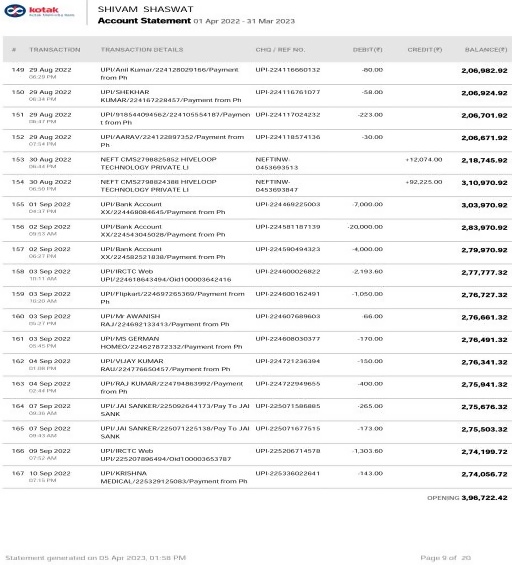 kotak
Kotak Mahindra Bank
SHIVAM SHASWAT
Account Statement 01 Apr 2022 - 31 Mar 2023
# TRANSACTION TRANSACTION DETAILS CHQ / REF NO. DEBIT(₹) CREDIT(₹) BALANCE(₹)
149 29 Aug 2022 UPI/Anil Kumar/224128029166/Payment UPI-224116660132 -80.00 2,06,982.92
06:29 PM from Ph
150 29 Aug 2022 UPI/SHEKHAR UPI-224116761077 -58.00 2,06,924.92
06:34 PM KUMAR/224167228457/Payment from Ph
151 29 Aug 2022 UPI/918544094562/224105554187/Paymen UPI-224117024232 -223.00 2,06,701.92
06:47 PM t from Ph
152 29 Aug 2022 UPI/AARAV/224122897352/Payment from UPI-224118574136 -30.00 2,06,671.92
07:54 PM Ph
153 30 Aug 2022 NEFT CMS2798825852 HIVELOOP NEFTINW- +12,074.00 2,18,745.92
06:44 PM TECHNOLOGY PRIVATE LI 0453693513
154 30 Aug 2022 NEFT CMS2798824388 HIVELOOP NEFTINW- +92,225.00 3,10,970.92
06:50 PM TECHNOLOGY PRIVATE LI 0453693847
155 01 Sep 2022 UPI/Bank Account UPI-224469225003 -7,000.00 3,03,970.92
04:37 PM XX/224468084645/Payment from Ph
156 02 Sep 2022 UPI/Bank Account UPI-224581187139 -20,000.00 2,83,970.92
09:53 AM XX/224543045028/Payment from Ph
157 02 Sep 2022 UPI/Bank Account UPI-224590494323 -4,000.00 2,79,970.92
06:27 PM XX/224582521838/Payment from Ph
158 03 Sep 2022 UPI/IRCTC Web UPI-224600026822 -2,193.60 2,77,777.32
10:11 AM UPI/224618643494/Oid100003642416
159 03 Sep 2022 UPI/Flipkart/224697265369/Payment from UPI-224600162491 -1,050.00 2,76,727.32
10:20 AM Ph
160 03 Sep 2022 UPI/Mr AWANISH UPI-224607689603 -66.00 2,76,661.32
05:27 PM RAJ/224692133413/Payment from Ph
161 03 Sep 2022 UPI/MS GERMAN UPI-224608030377 -170.00 2,76,491.32
05:45 PM HOMEO/224627872332/Payment from Ph
162 04 Sep 2022 UPI/VIJAY KUMAR UPI-224721236394 -150.00 2,76,341.32
01:08 PM RAU/224776650457/Payment from Ph
163 04 Sep 2022 UPI/RAJ KUMAR/224794863992/Payment UPI-224722949655 -400.00 2,75,941.32
02:44 PM from Ph
164 07 Sep 2022 UPI/ JAI SANKER/225092644173/Pay To JAI UPI-225071586885 -265.00 2,75,676.32
09:38 AM SANK
165 07 Sep 2022 UPI/ JAI SANKER/225071225138/Pay To JAI UPI-225071677515 -173.00 2,75,503.32
09:43 AM SANK
166 09 Sep 2022 UPI/IRCTC Web UPI-225206714578 -1,303.60 2,74,199.72
07:52 AM UPI/225207896494/Oid100003653787
167 10 Sep 2022 UPI/KRISHNA UPI-225336022641 -143.00 2,74,056.72
07:15 PM MEDICAL/225329125083/Payment from Ph
OPENING 3,98,722.42
Statement generated on 05 Apr 2023, 01:58 PM Page 9 of 20